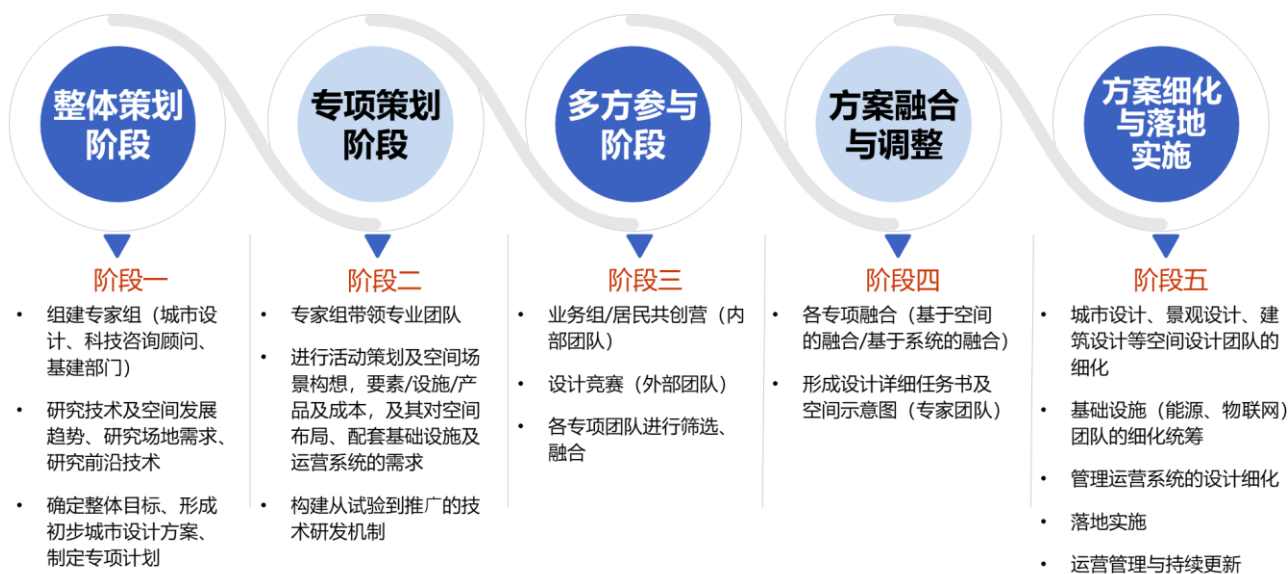 整体策划
阶段
专项策划
阶段
多方参与
阶段
方案融合
与调整
方案细化
与落地
实施
阶段一
• 组建专家组（城市设
计、科技咨询顾问、
基建部门）
• 研究技术及空间发展
趋势、研究场地需求、
研究前沿技术
• 确定整体目标、形成
初步城市设计方案、
制定专项计划
阶段二
• 专家组带领专业团队
• 进行活动策划及空间场
景构想，要素/设施/产
品及成本，及其对空间
布局、配套基础设施及
运营系统的需求
• 构建从试验到推广的技
术研发机制
阶段三
• 业务组/居民共创营（内
部团队）
• 设计竞赛（外部团队）
• 各专项团队进行筛选、
融合
阶段四
• 各专项融合（基于空间
的融合/基于系统的融合）
• 形成设计详细任务书及
空间示意图（专家团队）
阶段五
• 城市设计、景观设计、建
筑设计等空间设计团队的
细化
• 基础设施（能源、物联网）
团队的细化统筹
• 管理运营系统的设计细化
• 落地实施
• 运营管理与持续更新